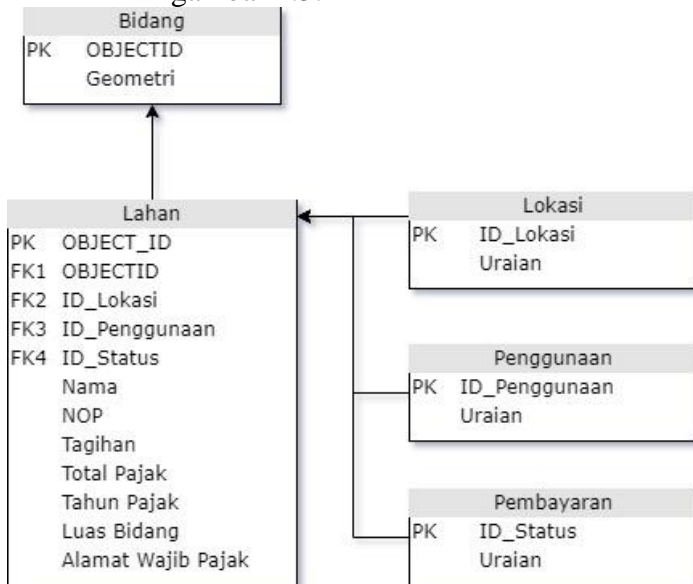 Bidang
PK OBJECTID
Geometri
Lahan
PK OBJECT_ID
FK1 OBJECTID
FK2 ID_Lokasi
FK3 ID_Penggunaan
FK4 ID_Status
Nama
NOP
Tagihan
Total Pajak
Tahun Pajak
Luas Bidang
Alamat Wajib Pajak
Lokasi
PK ID_Lokasi
Uraian
Penggunaan
PK ID_Penggunaan
Uraian
Pembayaran
PK ID_Status
Uraian